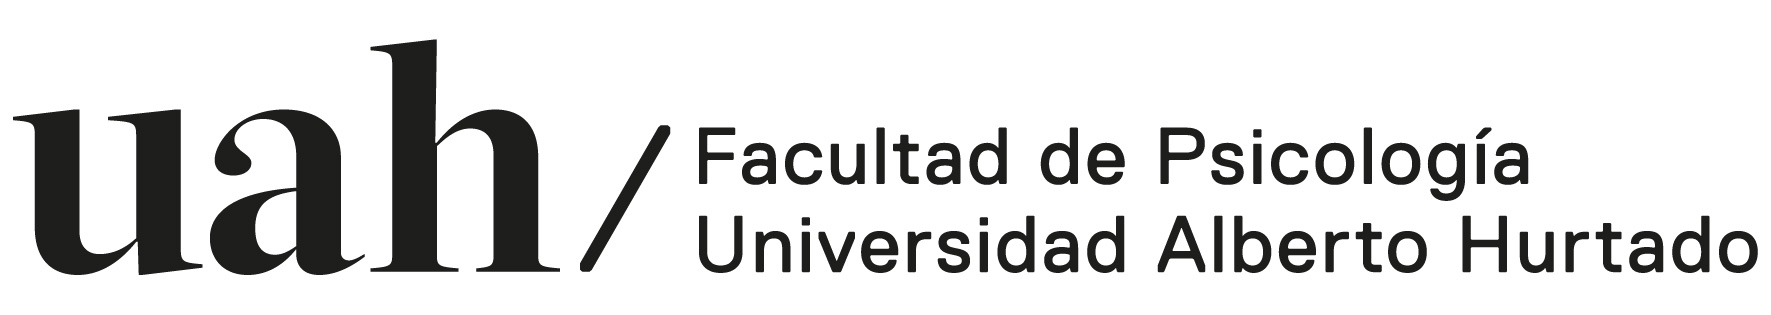 uah/
Facultad de Psicología
Universidad Alberto Hurtado